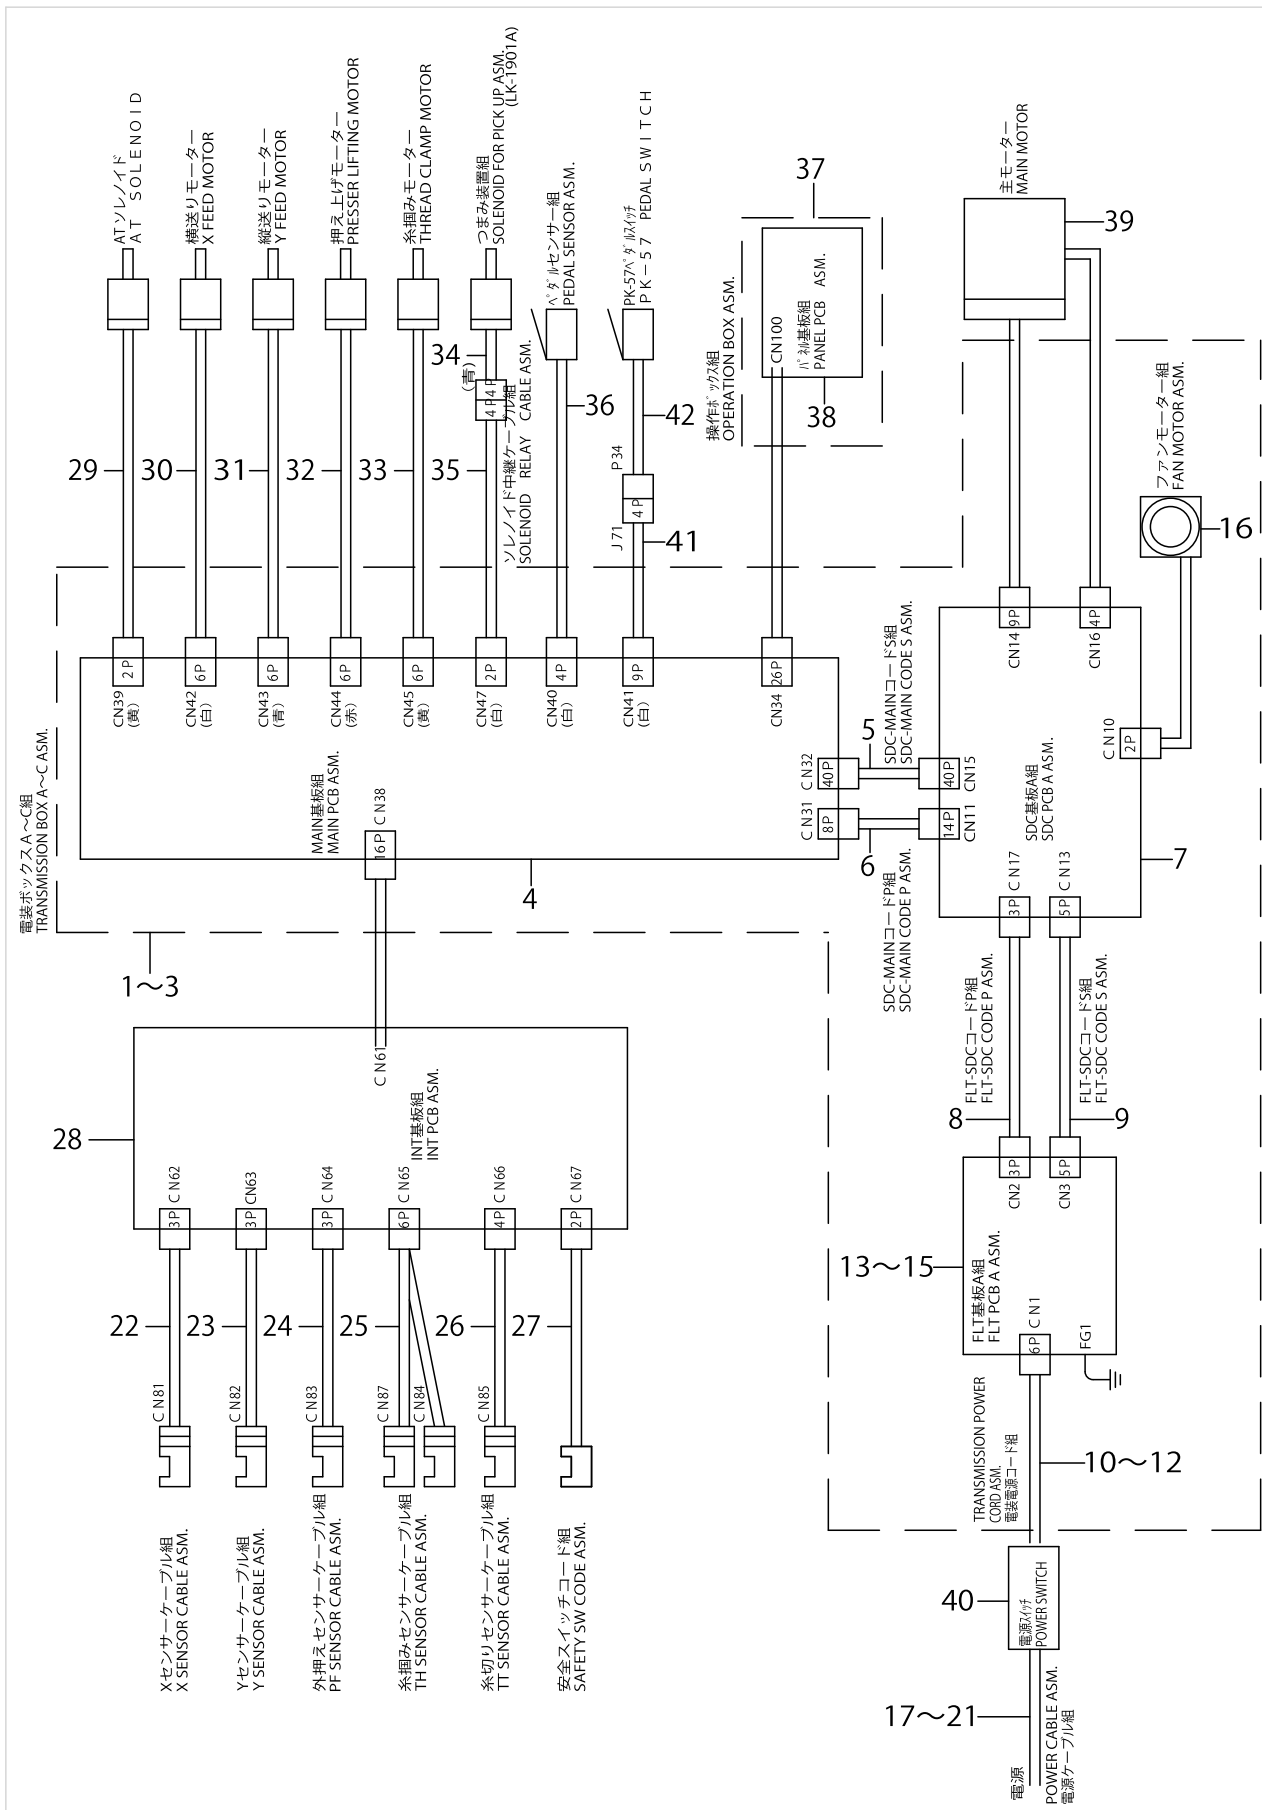 ATソレノイド
AT SOLENOID
横送りモーター
X FEED MOTOR
縦送りモーター
Y FEED MOTOR
押え上げモーター
PRESSER LIFTING MOTOR
糸掴みモーター
THREAD CLAMP MOTOR
つまみ装置組
SOLENOID FOR PICK UP ASM.
(LK-1901A)
ペダルセンサー組
PEDAL SENSOR ASM.
PK-57ペダルスイッチ
PK-57 PEDAL SWITCH
37
主モーター
MAIN MOTOR
39
操作ボックス組
OPERATION BOX ASM.
CN100
パネル基板組
PANEL PCB ASM.
38
34
(青)
4P
4P
ソレノイド中継ケーブル組
SOLENOID RELAY CABLE ASM.
36
42
P34
4P
J71
41
29
30
31
32
33
35
ファンモーター組
FAN MOTOR ASM.
16
2P
CN39
(黄)
6P
CN42
(白)
6P
CN43
(青)
6P
CN44
(赤)
6P
CN45
(黄)
2P
CN47
(白)
4P
CN40
(白)
9P
CN41
(白)
26P
CN34
9P
CN14
4P
CN16
CN10
2P
電装ボックスA～C組
TRANSMISSION BOX A～C ASM.
MAIN基板組
MAIN PCB ASM.
16P
CN38
4
CN32
40P
CN31
8P
5
SDC-MAINコードS組
SDC-MAIN CODE S ASM.
6
SDC-MAINコードP組
SDC-MAIN CODE P ASM.
40P
CN15
14P
CN11
SDC基板A組
SDC PCB A ASM.
7
3P
CN17
5P
CN13
1～3
CN61
INT基板組
INT PCB ASM.
28
FLT-SDCコードP組
FLT-SDC CODE P ASM.
FLT-SDCコードS組
FLT-SDC CODE S ASM.
8
9
3P
CN62
3P
CN63
3P
CN64
6P
CN65
4P
CN66
2P
CN67
CN2
3P
CN3
5P
13～15
FLT基板A組
FLT PCB A ASM.
6P
CN1
FG1
22
23
24
25
26
27
CN81
CN82
CN83
CN87
CN84
CN85
TRANSMISSION POWER
CORD ASM.
電装電源コード組
10～12
Xセンサーケーブル組
X SENSOR CABLE ASM.
Yセンサーケーブル組
Y SENSOR CABLE ASM.
外押えセンサーケーブル組
PF SENSOR CABLE ASM.
糸掴みセンサーケーブル組
TH SENSOR CABLE ASM.
糸切りセンサーケーブル組
TT SENSOR CABLE ASM.
安全スイッチコード組
SAFETY SW CODE ASM.
40
電源スイッチ
POWER SWITCH
17～21
電源
POWER CABLE ASM.
電源ケーブル組